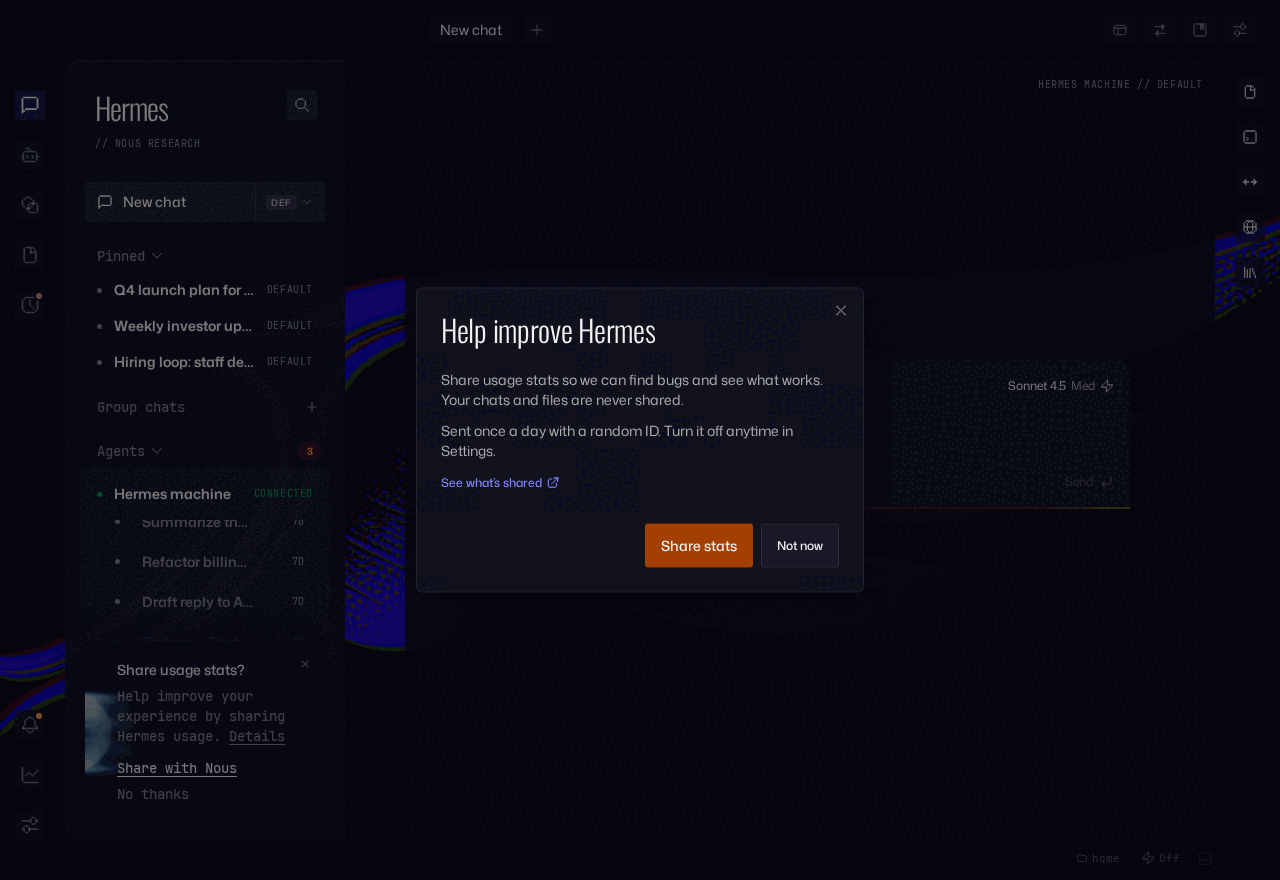 New chat
HERMES MACHINE // DEFAULT
Hermes
// NOUS RESEARCH
New chat
DEF
Pinned
Q4 launch plan for ... DEFAULT
Weekly investor up... DEFAULT
Hiring loop: staff de... DEFAULT
Group chats
Agents
3
Hermes machine CONNECTED
Summarize th... 7D
Refactor billin... 7D
Draft reply to A... 7D
Share usage stats?
Help improve your
experience by sharing
Hermes usage. Details
Share with Nous
No thanks
Help improve Hermes
Share usage stats so we can find bugs and see what works.
Your chats and files are never shared.
Sent once a day with a random ID. Turn it off anytime in
Settings.
See what's shared
Share stats
Not now
Sonnet 4.5 Med
Send
home
Off